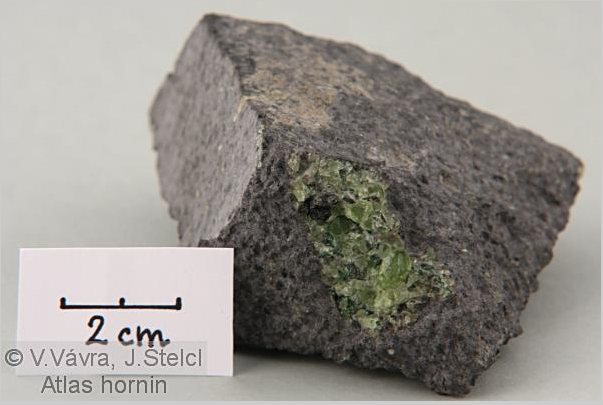 2 cm
© V.Vávra, J.Štelcl
Atlas hornin